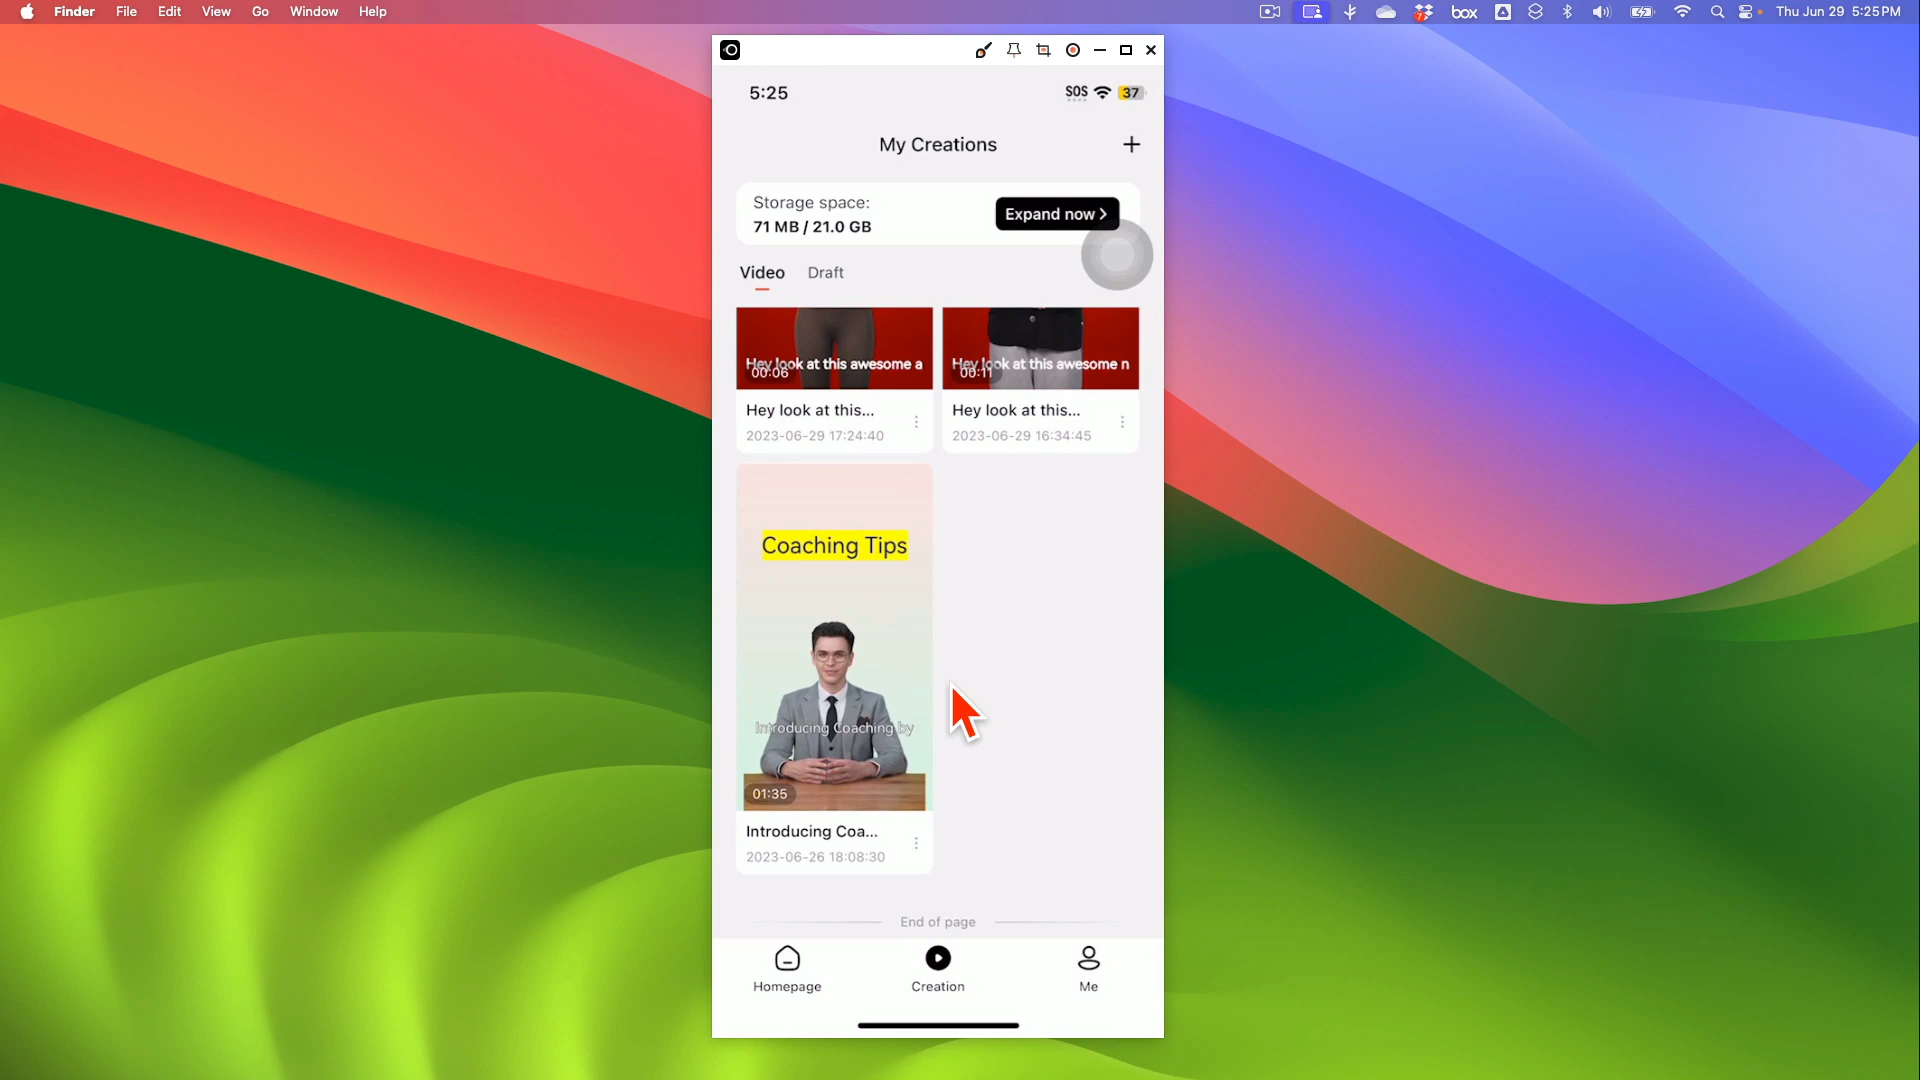 Finder File Edit View Go Window Help
box
Thu Jun 29 5:25 PM
5:25
SOS
37
My Creations
Storage space:
71 MB / 21.0 GB
Expand now
Video Draft
Hey look at this awesome a
00:06
Hey look at this awesome n
00:11
Hey look at this...
2023-06-29 17:24:40
Hey look at this...
2023-06-29 16:34:45
Coaching Tips
Introducing Coaching by
01:35
Introducing Coa...
2023-06-26 18:08:30
End of page
Homepage Creation Me